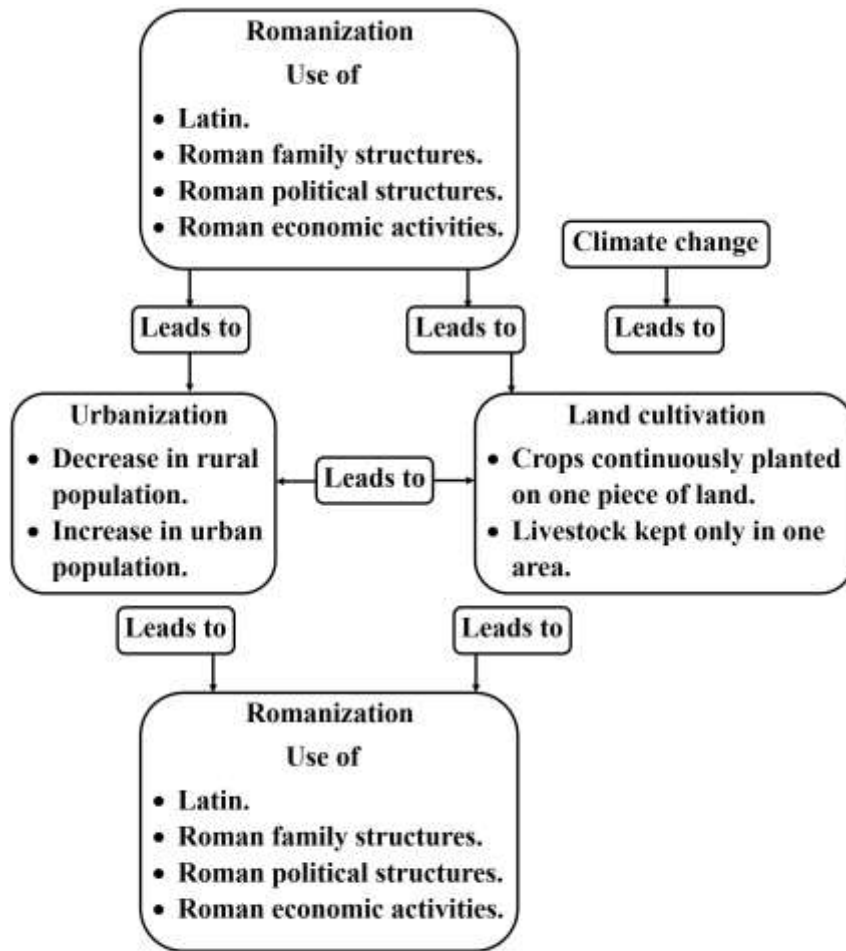 Romanization
Use of
• Latin.
• Roman family structures.
• Roman political structures.
• Roman economic activities.
Climate change
Leads to
Leads to
Leads to
Urbanization
• Decrease in rural
population.
• Increase in urban
population.
Leads to
Land cultivation
• Crops continuously planted
on one piece of land.
• Livestock kept only in one
area.
Leads to
Leads to
Romanization
Use of
• Latin.
• Roman family structures.
• Roman political structures.
• Roman economic activities.